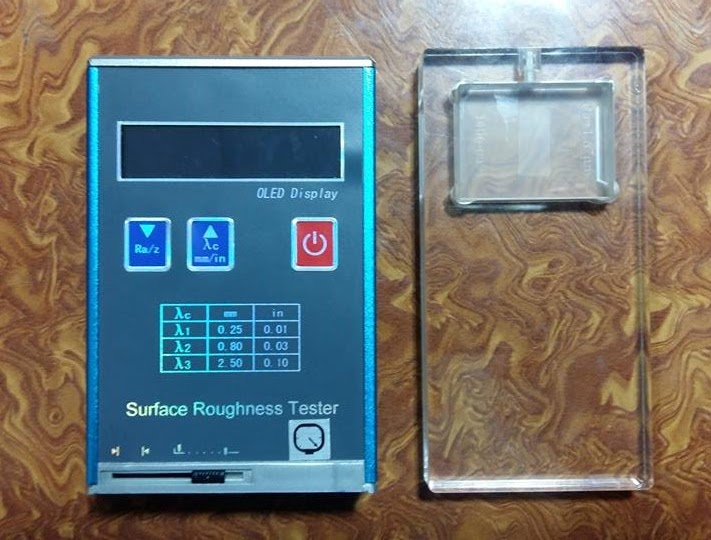 OLED Display
Ra/z
λc
mm/in
λc mm in
λ1 0.25 0.01
λ2 0.80 0.03
λ3 2.50 0.10
Surface Roughness Tester